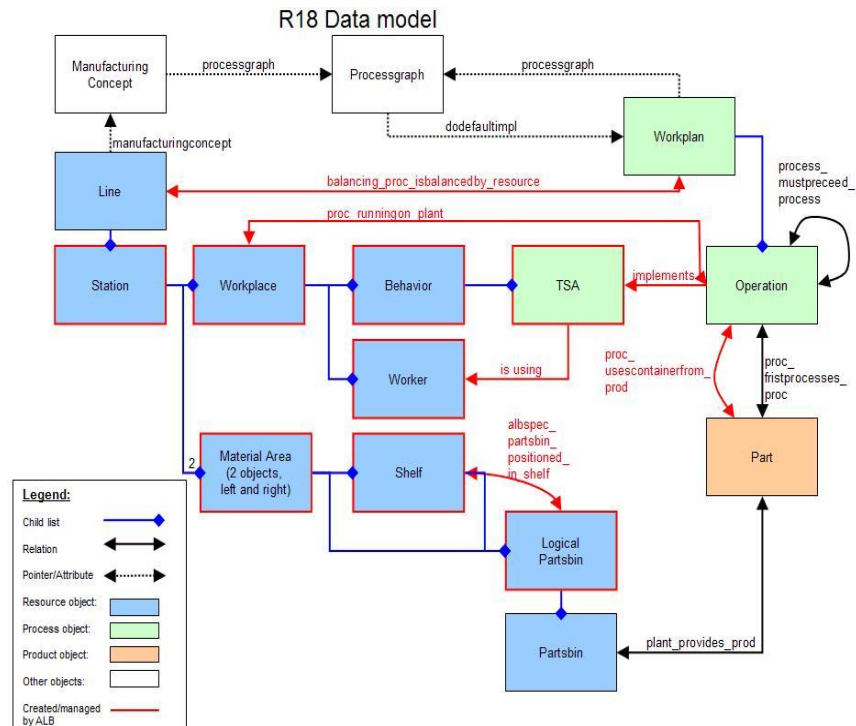 R18 Data model
Manufacturing
Concept
processgraph
Processgraph
processgraph
dodefaultimpl
Workplan
manufacturingconcept
Line
balancing_proc_isbalancedby_resource
process_
mustpreceed_
process
proc_runningon_plant
Station
Workplace
Behavior
TSA
implements
Operation
Worker
is using
proc_
usescontainerfrom_
prod
proc_
fristprocesses_
proc
albspec_
partsbin_
positioned_
in_shelf
2
Material Area
(2 objects,
left and right)
Shelf
Part
Logical
Partsbin
Partsbin
plant_provides_prod
Legend:
Child list
Relation
Pointer/Attribute
Resource object:
Process object:
Product object:
Other objects:
Created/managed
by ALB